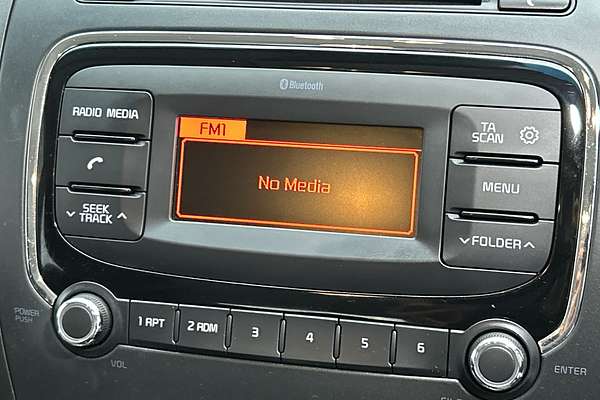 Bluetooth
RADIO MEDIA
FM1
TA
SCAN
No Media
MENU
SEEK
TRACK
FOLDER
POWER
PUSH
1 RPT
2 RDM
3
4
5
6
VOL
ENTER